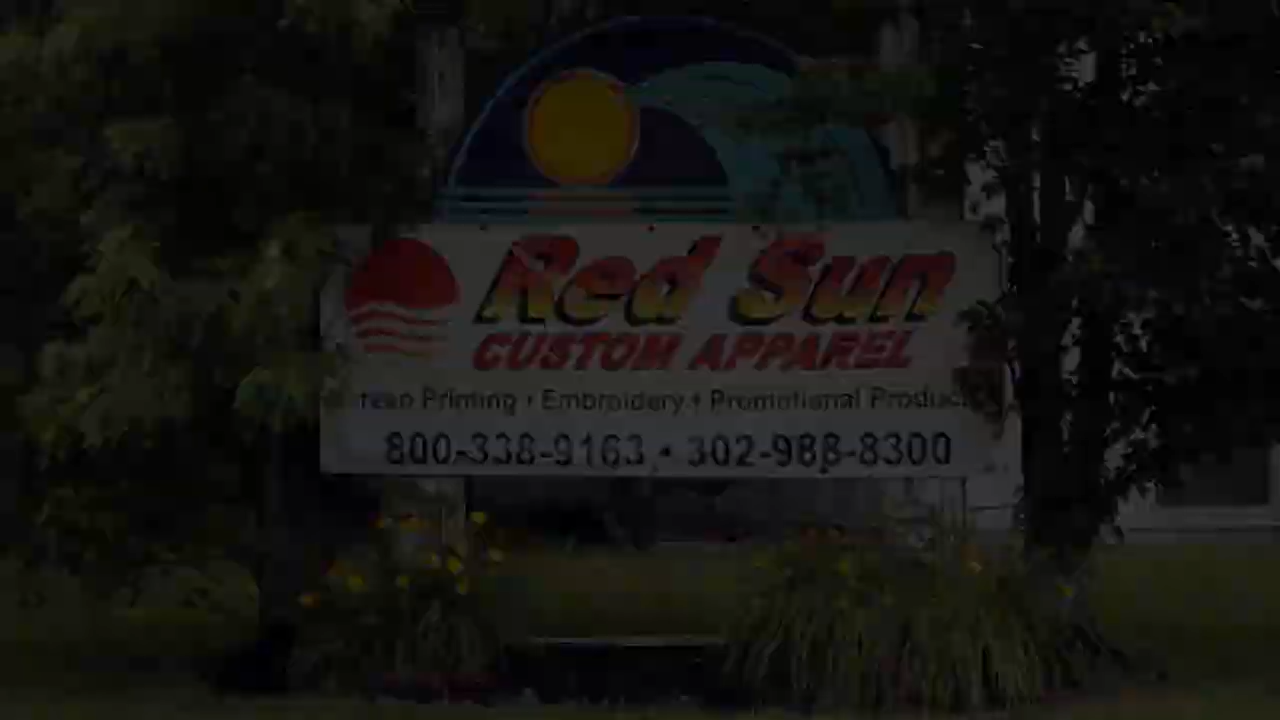 Red Sun
CUSTOM APPAREL
Printing • Embroidery • Promotional
800-338-9163 • 302-988-8300